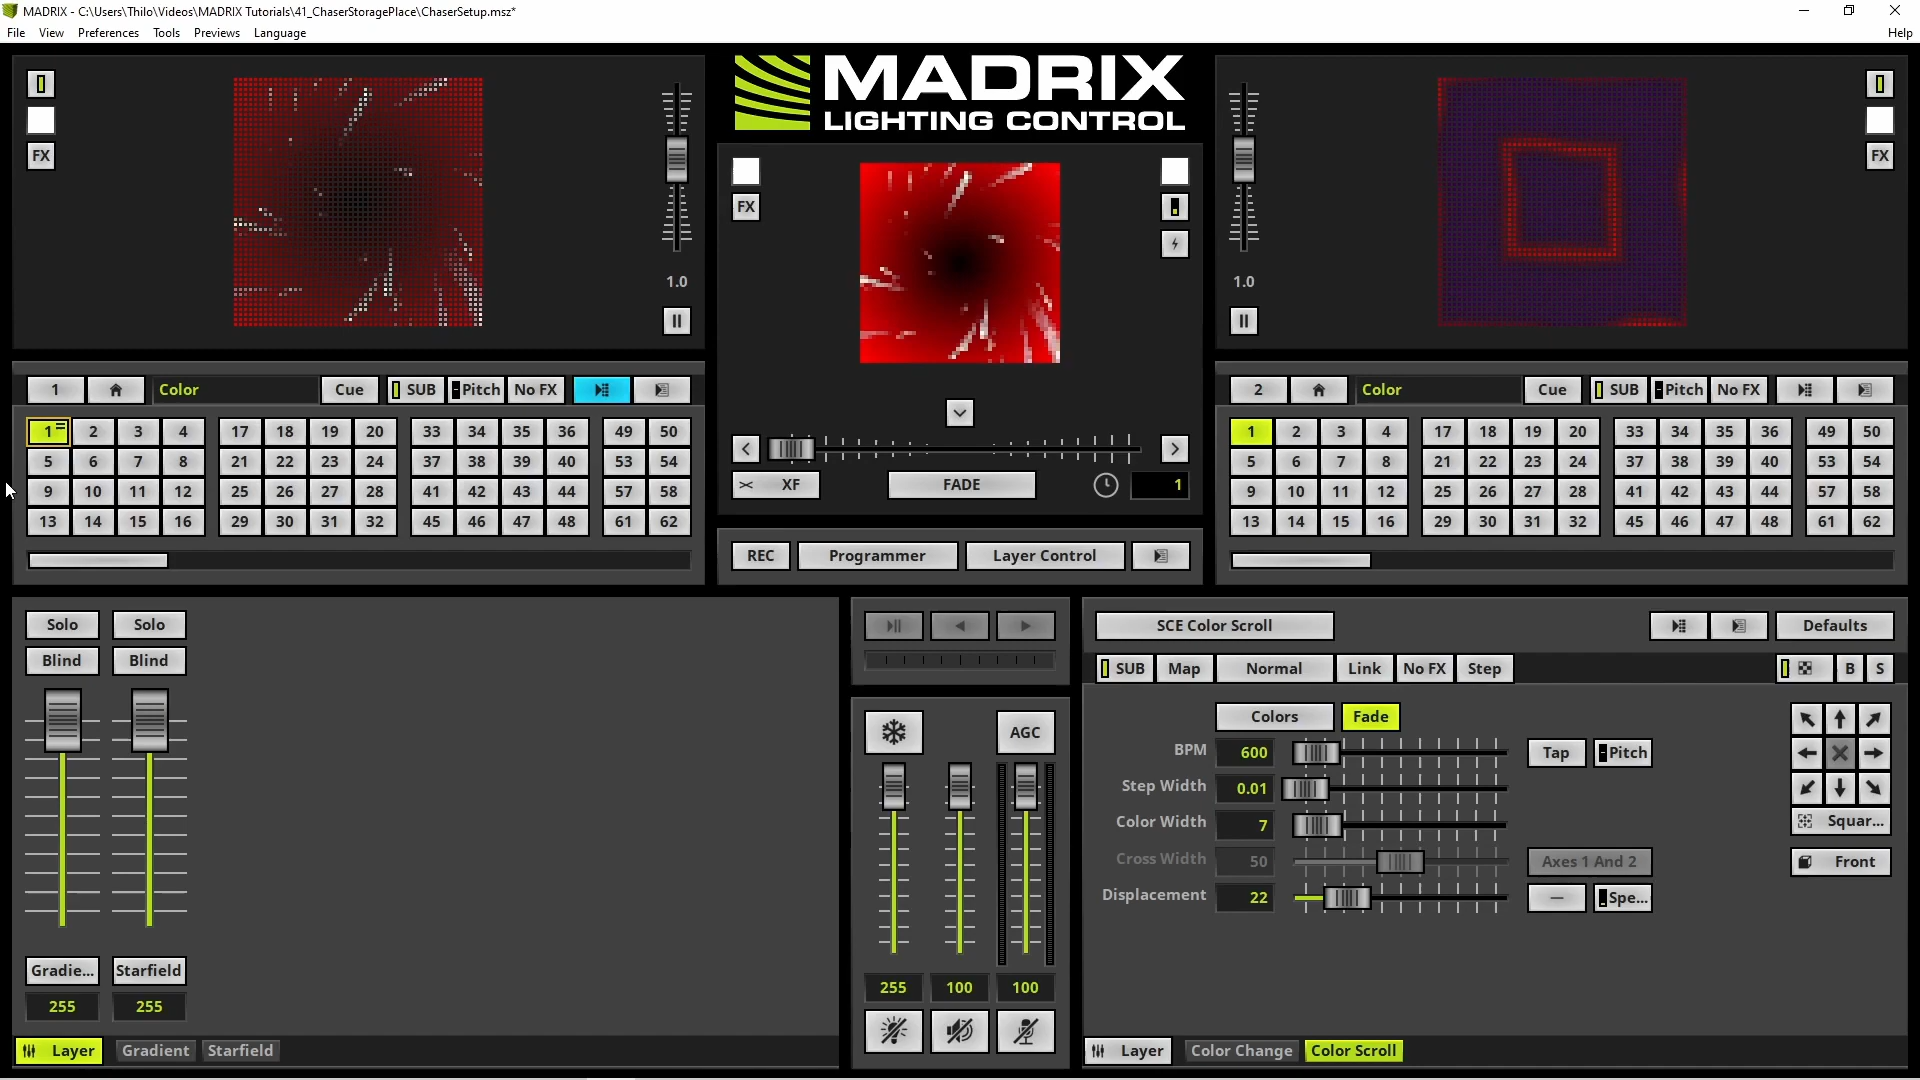 MADRIX - C:\Users\Thilo\Videos\MADRIX Tutorials\41_ChaserStoragePlace\ChaserSetup.msz*
File View Preferences Tools Previews Language Help
MADRIX
LIGHTING CONTROL
FX
1.0
FX
1.0
FX
1 Color Cue SUB Pitch No FX
1 2 3 4 17 18 19 20 33 34 35 36 49 50
5 6 7 8 21 22 23 24 37 38 39 40 53 54
9 10 11 12 25 26 27 28 41 42 43 44 57 58
13 14 15 16 29 30 31 32 45 46 47 48 61 62
XF FADE 1
REC Programmer Layer Control
2 Color Cue SUB Pitch No FX
1 2 3 4 17 18 19 20 33 34 35 36 49 50
5 6 7 8 21 22 23 24 37 38 39 40 53 54
9 10 11 12 25 26 27 28 41 42 43 44 57 58
13 14 15 16 29 30 31 32 45 46 47 48 61 62
Solo Solo
Blind Blind
Gradie... Starfield
255 255
Layer Gradient Starfield
AGC
255 100 100
SCE Color Scroll Defaults
SUB Map Normal Link No FX Step B S
Colors Fade
BPM 600 Tap Pitch
Step Width 0.01
Color Width 7 Squar...
Cross Width 50 Axes 1 And 2 Front
Displacement 22 — Spe...
Layer Color Change Color Scroll